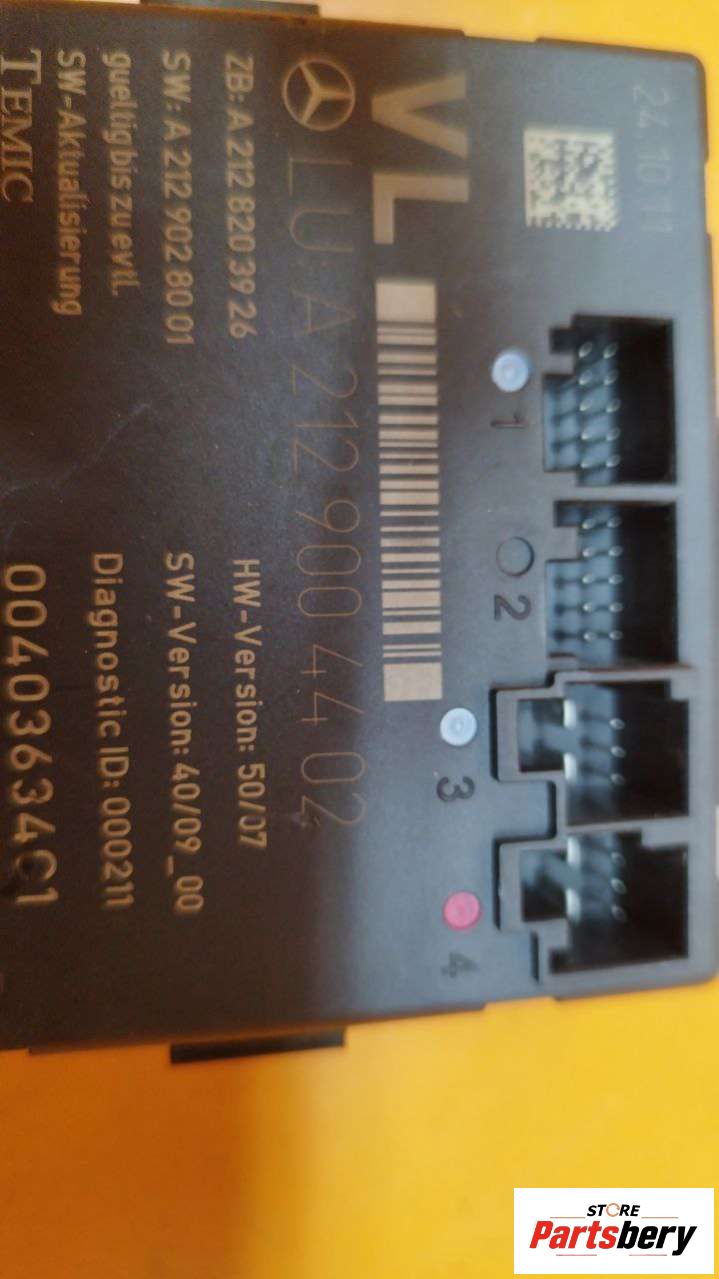 24 10 11
VL
LU A 212 900 44 02
ZB: A 212 820 39 26
HW-Version: 50/07
SW: A 212 902 80 01
SW-Version: 40/09_00
gueltig bis zu evtl.
Diagnostic ID: 000211
SW-Aktualisierung
TEMIC
00403634C1
1
2
3
4
STORE
Partsbery